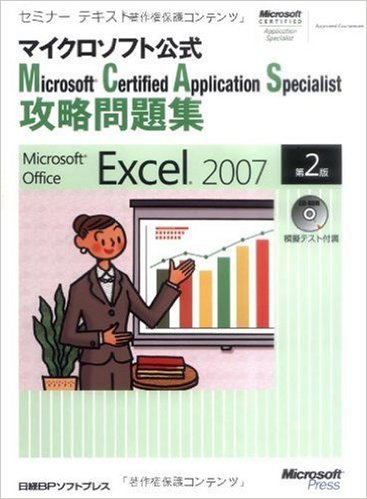 セミナー テキスト「著作権保護コンテンツ」
Microsoft
CERTIFIED
Application
Specialist
Approved Courseware
マイクロソフト公式
Microsoft® Certified Application Specialist
攻略問題集
Microsoft®
Office
Excel® 2007
第2版
CD-ROM
模擬テスト付属
日経BPソフトプレス
「著作権保護コンテンツ」
Microsoft®
Press